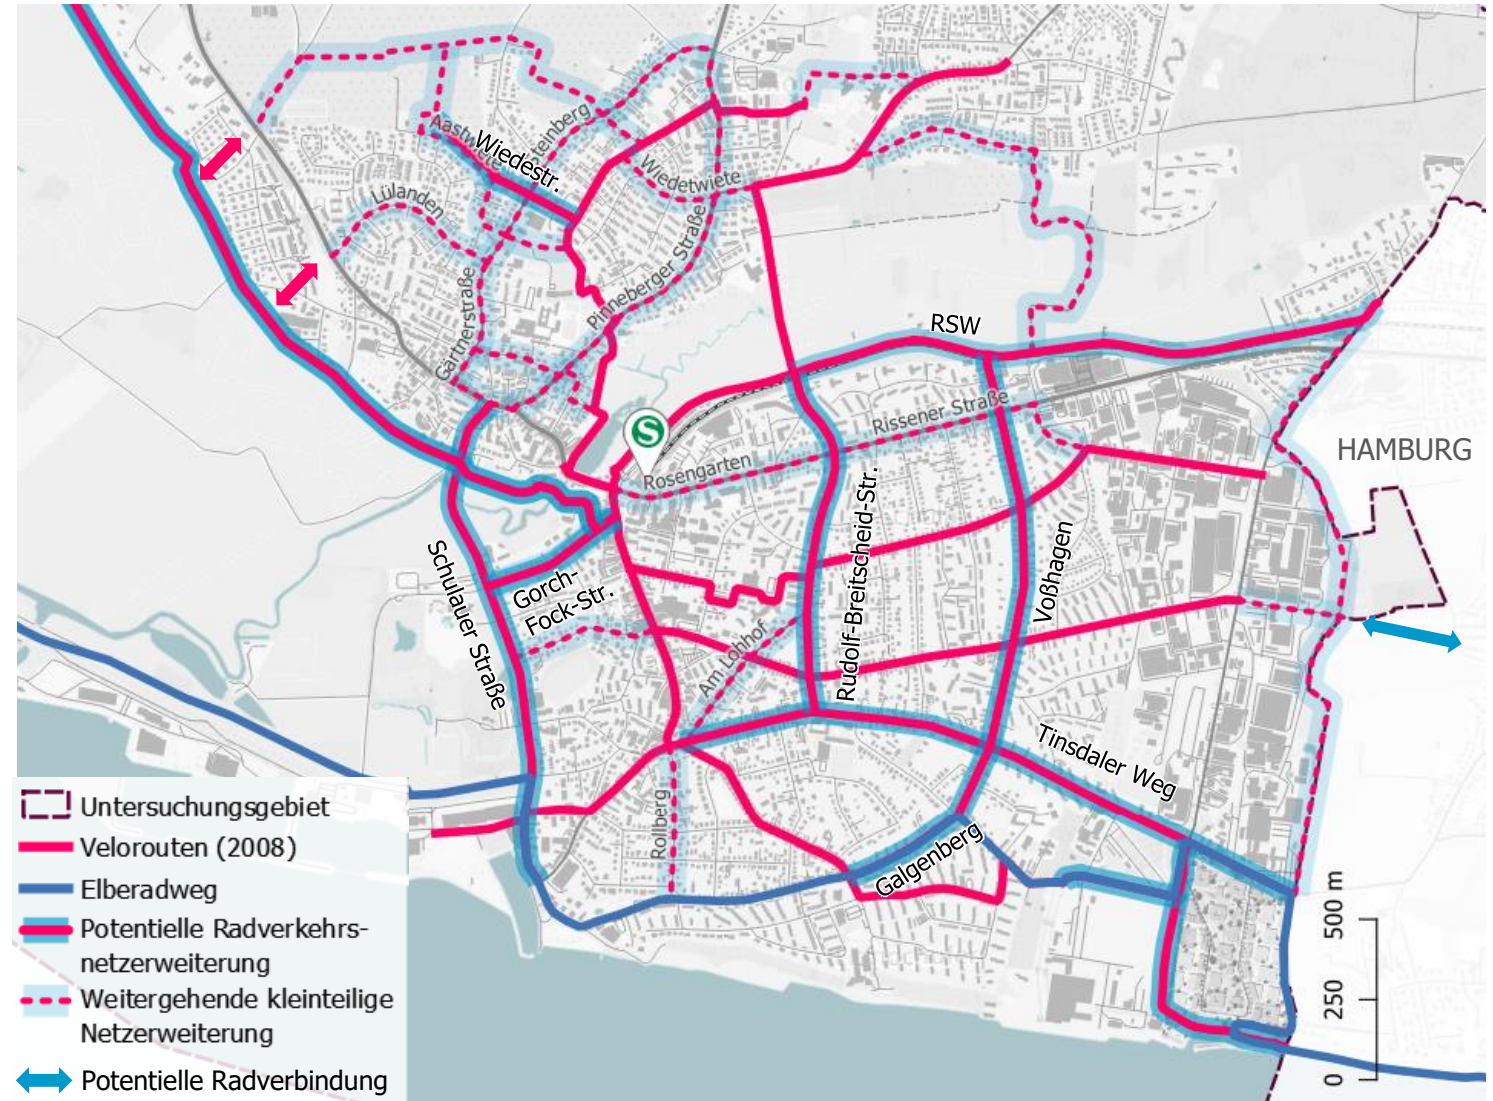 Aastwiete
Steinberg
Wiedestr.
Lülanden
Wiedetwiete
Pinneberger Straße
Gärtnerstraße
RSW
Rissener Straße
S
Rosengarten
HAMBURG
Schulauer Straße
Gorch-
Fock-Str.
Rudolf-Breitscheid-Str.
Voßhagen
Am Lohhof
Tinsdaler Weg
Rollberg
Galgenberg
Untersuchungsgebiet
Velorouten (2008)
Elberadweg
Potentielle Radverkehrs-
netzerweiterung
Weitergehende kleinteilige
Netzerweiterung
Potentielle Radverbindung
500 m
250
0